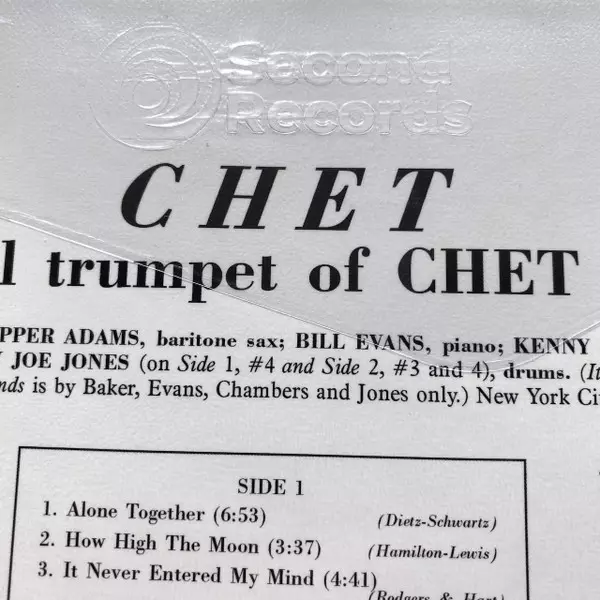 Second
Records
CHET
l trumpet of CHET
PPER ADAMS, baritone sax; BILL EVANS, piano; KENNY
JOE JONES (on Side 1, #4 and Side 2, #3 and 4), drums. (It
nds is by Baker, Evans, Chambers and Jones only.) New York Ci
SIDE 1
1. Alone Together (6:53) (Dietz-Schwartz)
2. How High The Moon (3:37) (Hamilton-Lewis)
3. It Never Entered My Mind (4:41) (Rodgers & Hart)